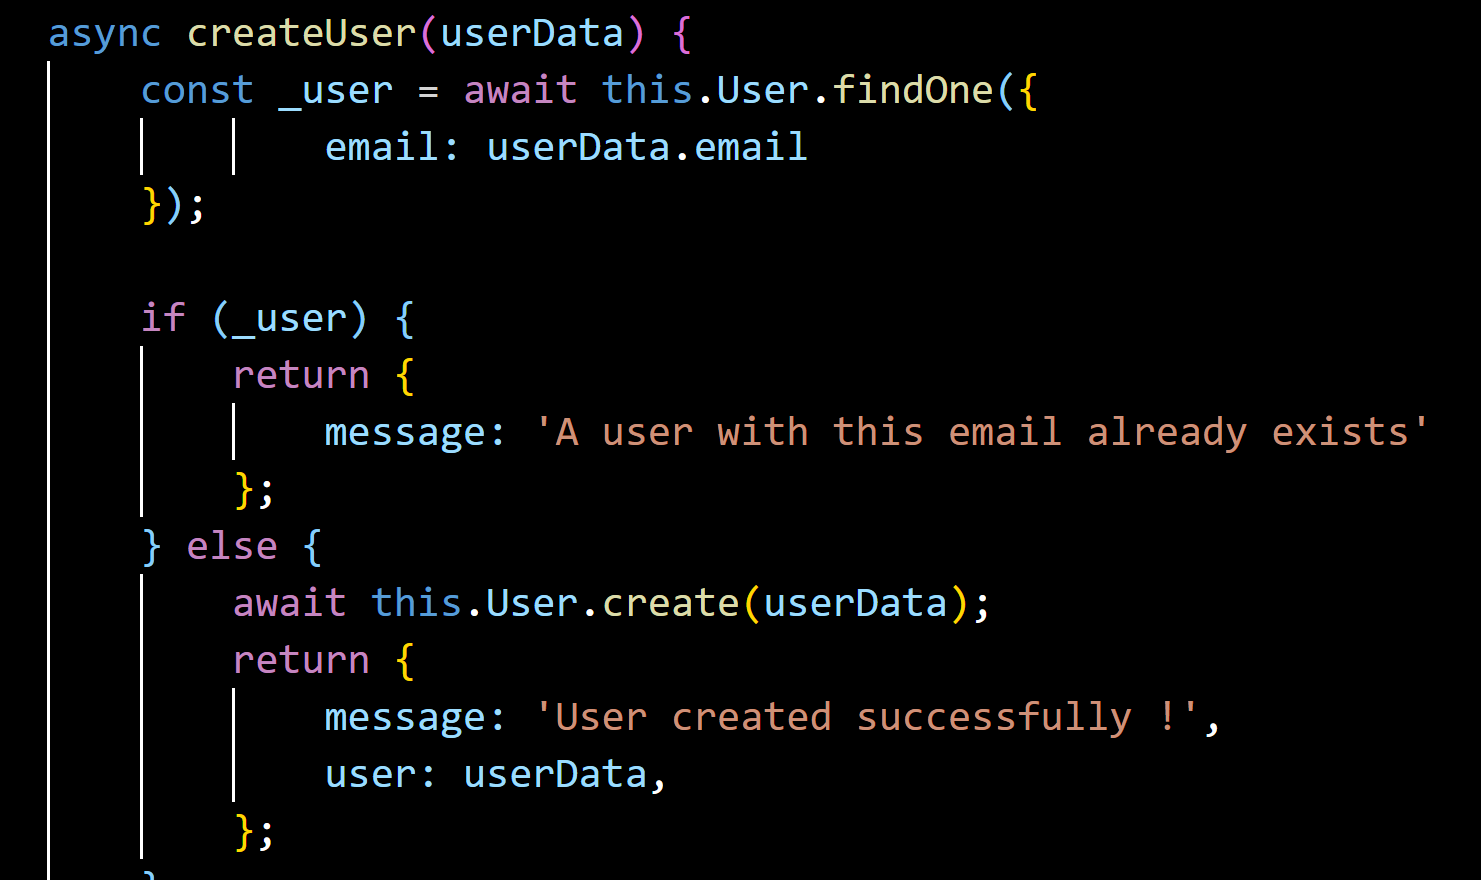 async createUser(userData) {
    const _user = await this.User.findOne({
            email: userData.email
    });

    if (_user) {
        return {
            message: 'A user with this email already exists'
        };
    } else {
        await this.User.create(userData);
        return {
            message: 'User created successfully !',
            user: userData,
        };
    }